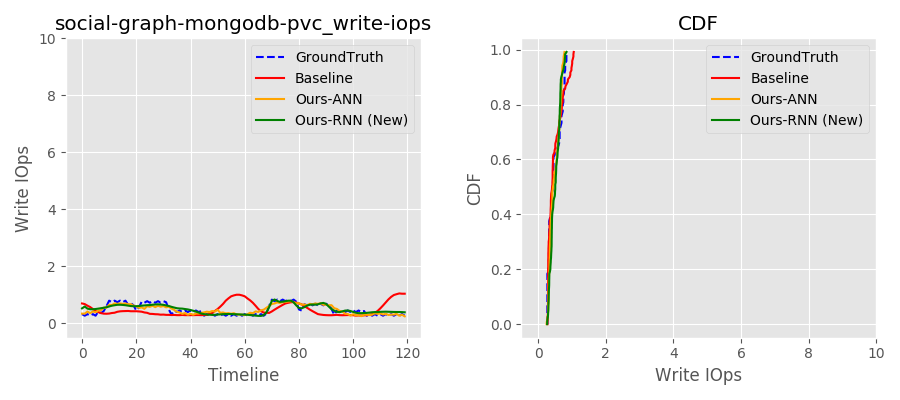 social-graph-mongodb-pvc_write-iops
10
8
6
4
2
0
Write IOps
0
20
40
60
80
100
120
Timeline
GroundTruth
Baseline
Ours-ANN
Ours-RNN (New)
CDF
1.0
0.8
0.6
0.4
0.2
0.0
CDF
0
2
4
6
8
10
Write IOps
GroundTruth
Baseline
Ours-ANN
Ours-RNN (New)